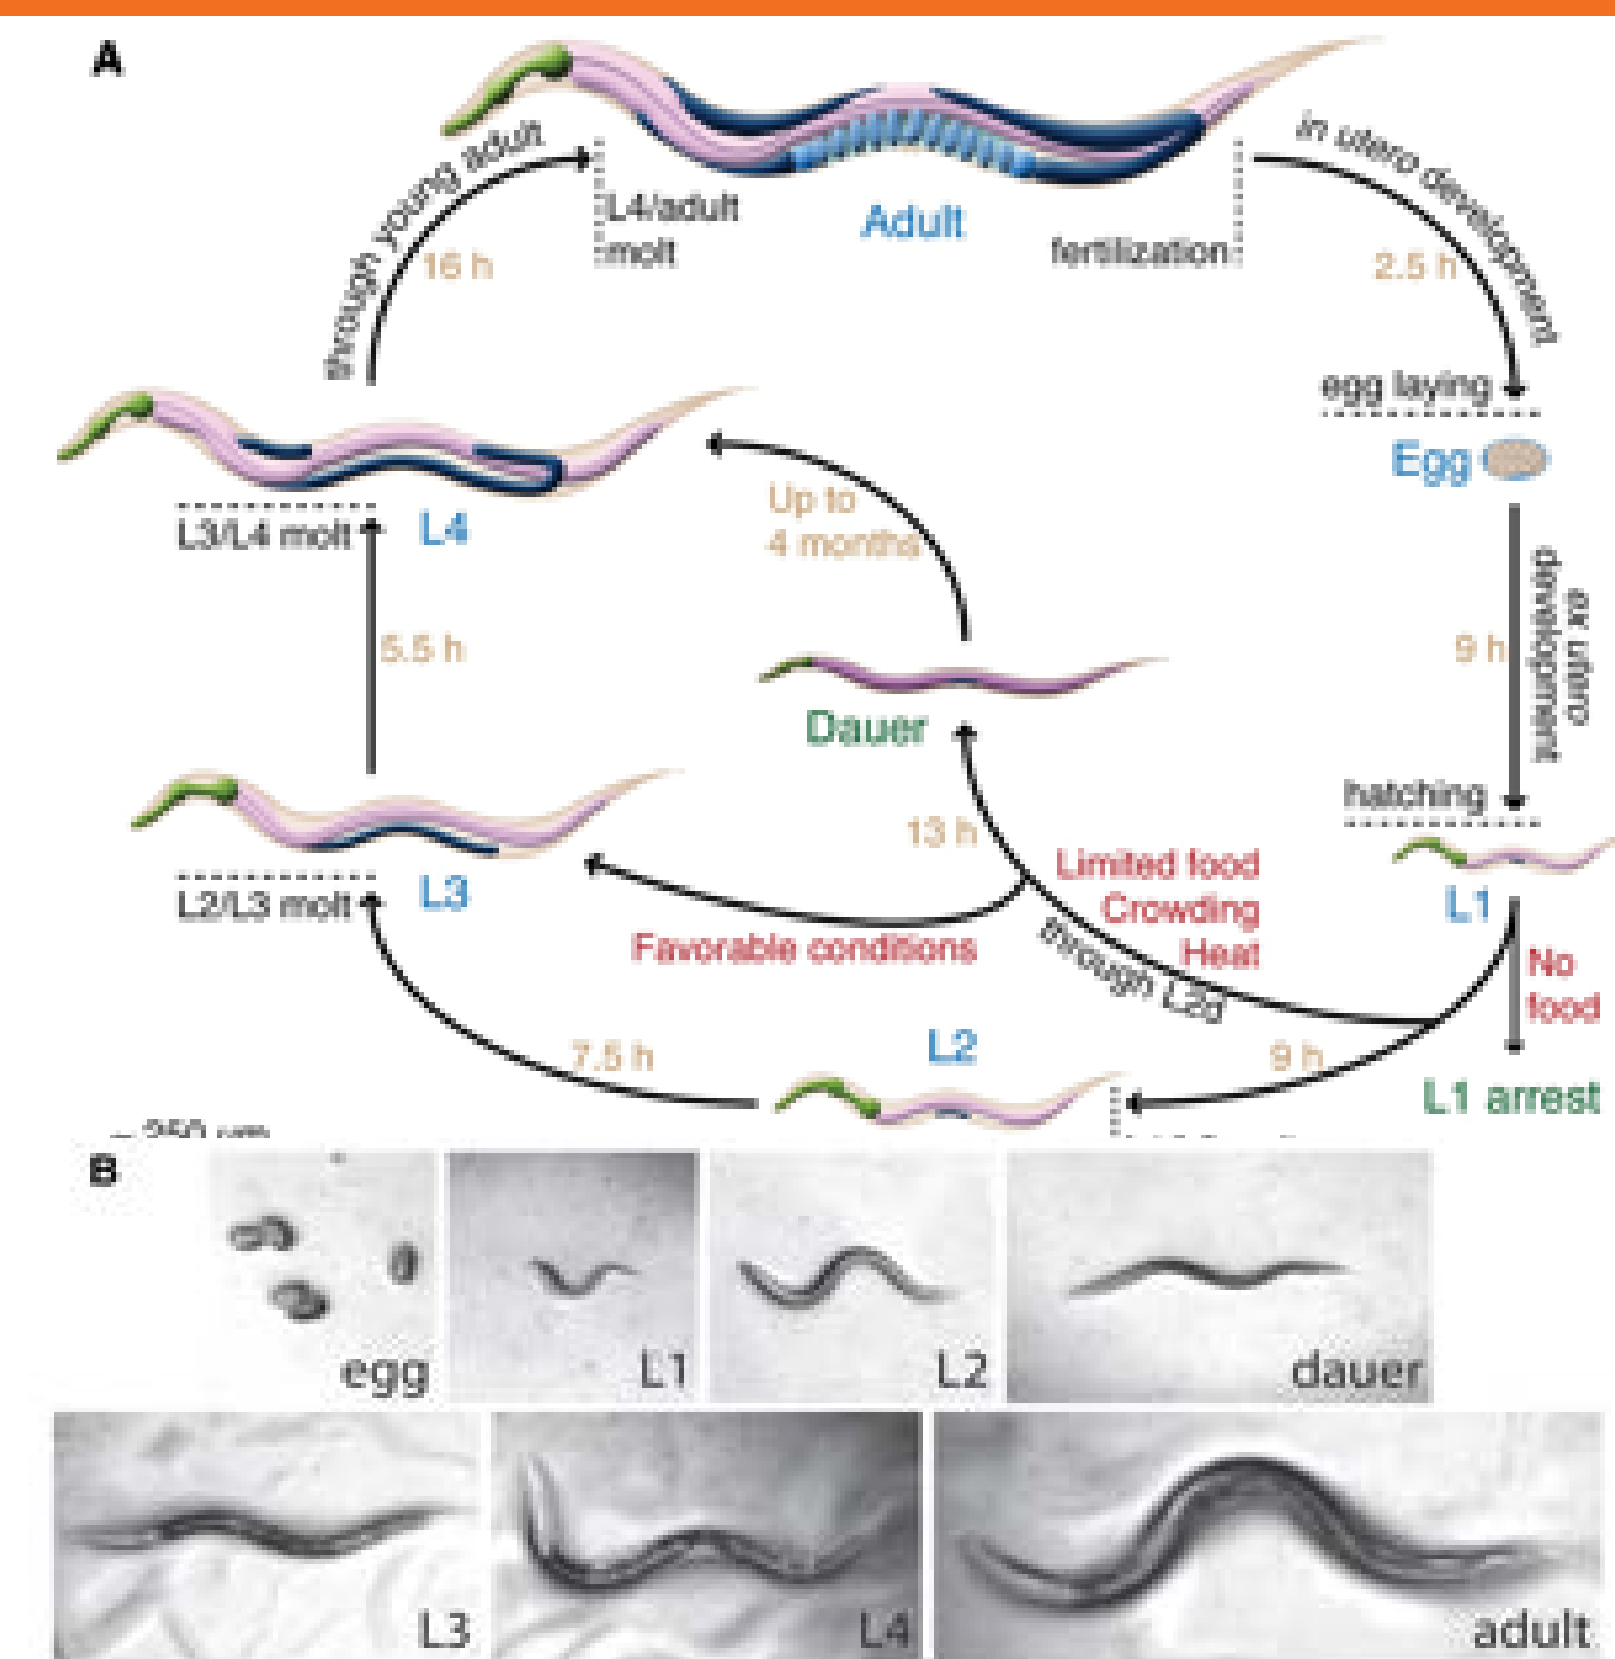 A
through young adult
16 h
L4/adult
molt
Adult
fertilization
in utero development
2.5 h
egg laying
Egg
L3/L4 molt
L4
Up to
4 months
9 h
ex utero
development
5.5 h
Dauer
hatching
13 h
Limited food
Crowding
Heat
L2/L3 molt
L3
L1
Favorable conditions
through L2d
No
food
7.5 h
L2
9 h
L1 arrest
B
egg
L1
L2
dauer
L3
L4
adult